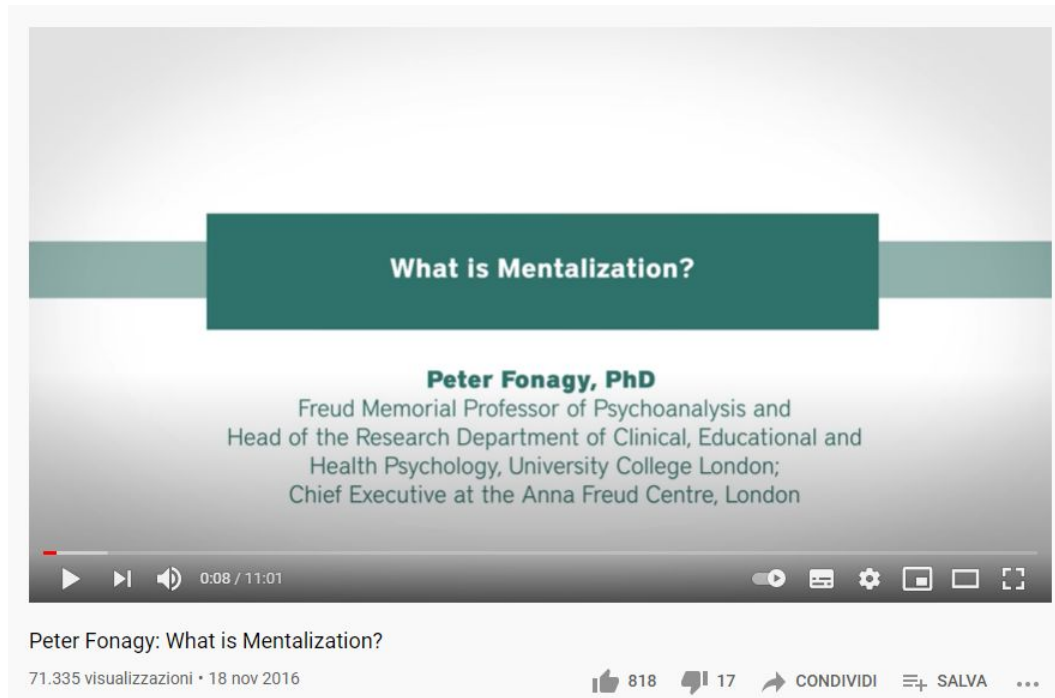 What is Mentalization?
Peter Fonagy, PhD
Freud Memorial Professor of Psychoanalysis and
Head of the Research Department of Clinical, Educational and
Health Psychology, University College London;
Chief Executive at the Anna Freud Centre, London
0:08 / 11:01
Peter Fonagy: What is Mentalization?
71.335 visualizzazioni • 18 nov 2016
818
17
CONDIVIDI
SALVA